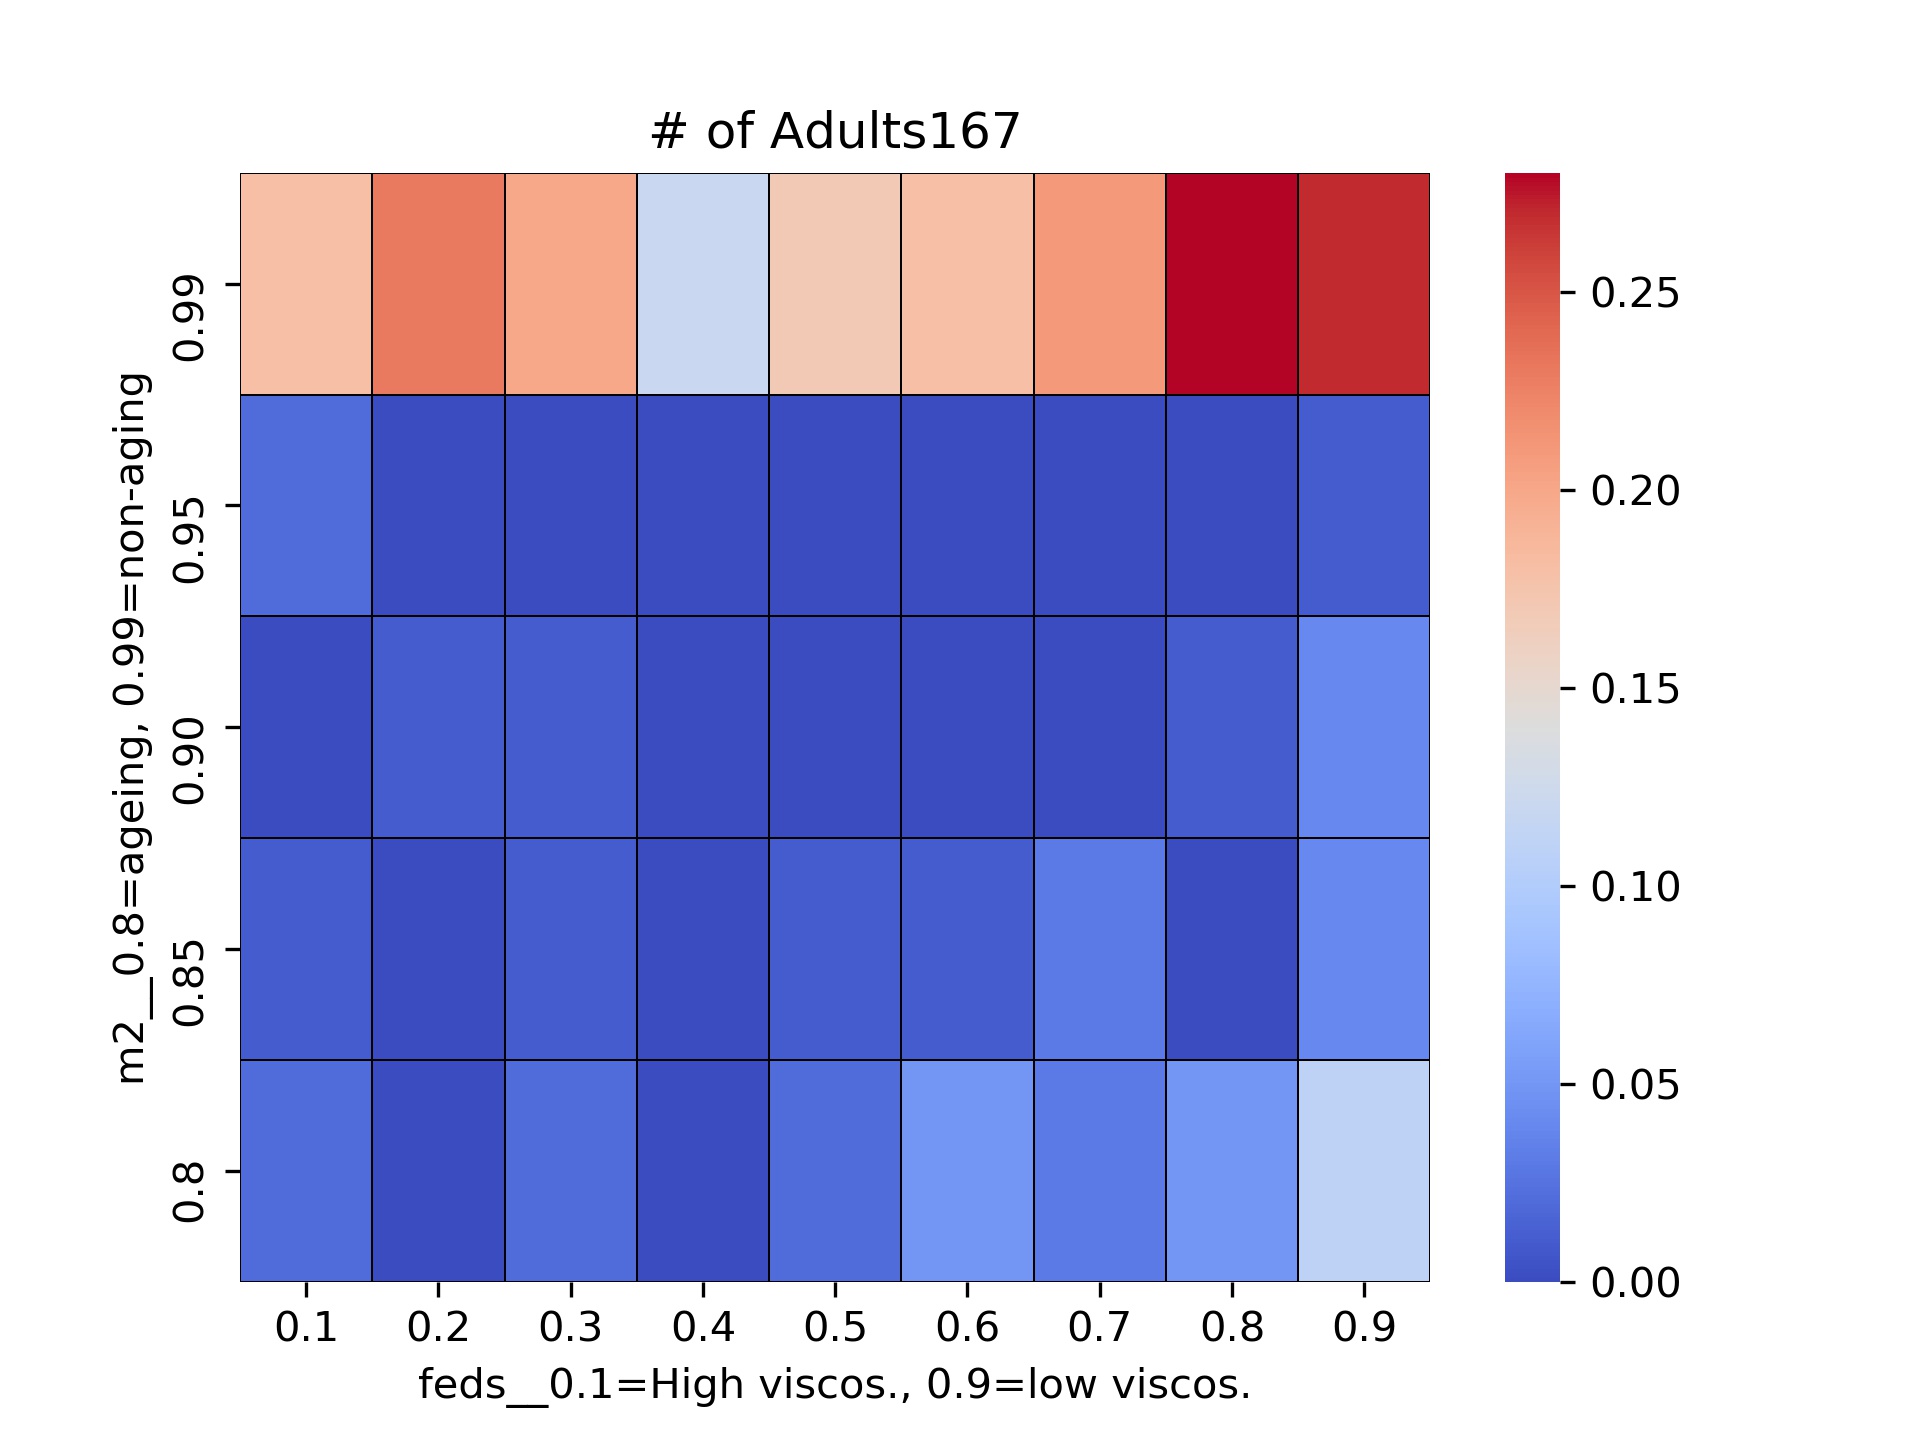 # of Adults167
m2__0.8=ageing, 0.99=non-aging
0.99
0.95
0.90
0.85
0.8
0.1 0.2 0.3 0.4 0.5 0.6 0.7 0.8 0.9
feds__0.1=High viscos., 0.9=low viscos.
0.25
0.20
0.15
0.10
0.05
0.00